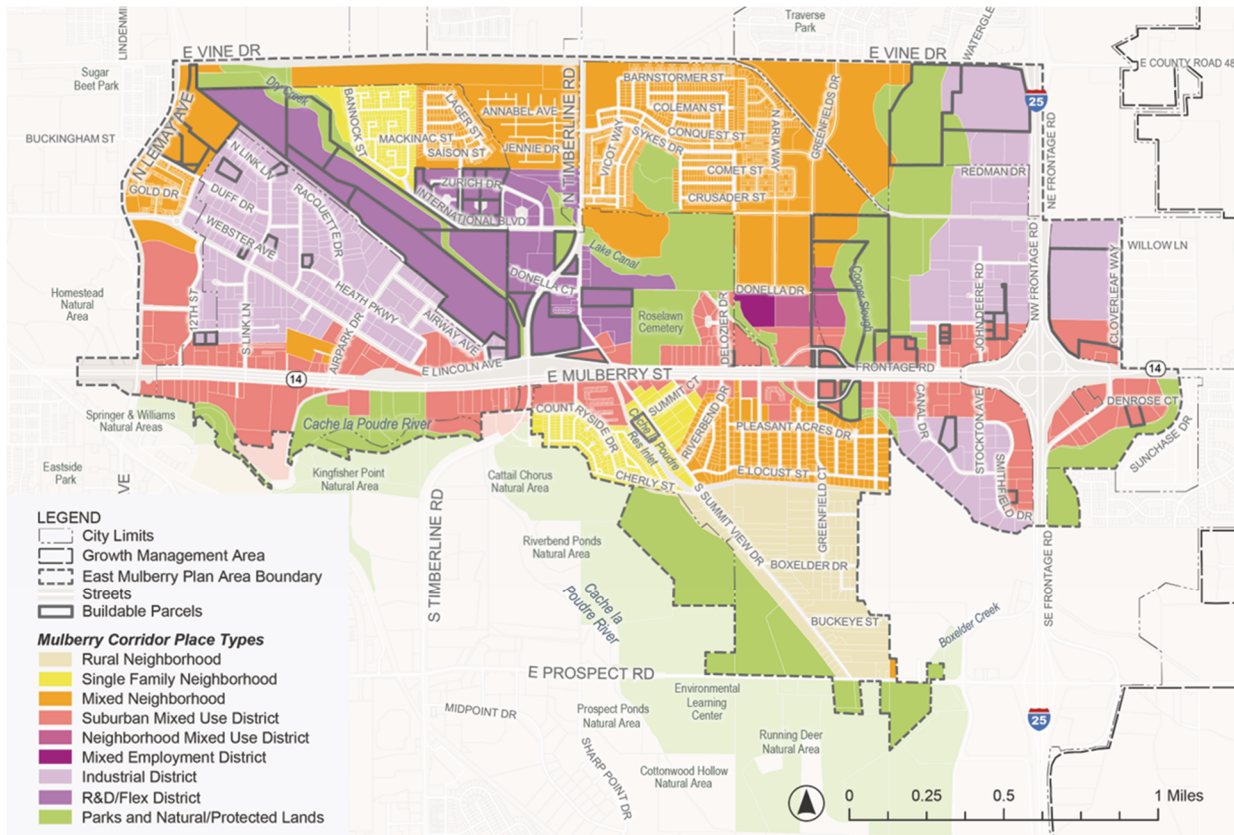 LINDENMEI
Traverse
Park
WATERGLE
E VINE DR
E VINE DR
E COUNTY ROAD 48
Sugar
Beet Park
Dry Creek
BANNOCK ST
LAGER ST
ANNABEL AVE
N TIMBERLINE RD
BARNSTORMER ST
COLEMAN ST
CONQUEST ST
SYKES DR
VICOT WAY
N ARIA WAY
GREENFIELDS DR
25
NE FRONTAGE RD
BUCKINGHAM ST
N LEMAY AVE
MACKINAC ST
SAISON ST
JENNIE DR
COMET ST
CRUSADER ST
REDMAN DR
N LINK LN
GOLD DR
DUFF DR
RACQUETTE DR
ZURICH DR
INTERNATIONAL BLVD
WEBSTER AVE
Lake Canal
WILLOW LN
Homestead
Natural
Area
12TH ST
S LINK LN
HEATH PKWY
AIRPARK DR
AIRWAY AVE
DONELLA CT
DONELLA DR
Cooper Slough
JOHN DEERE RD
NW FRONTAGE RD
CLOVERLEAF WAY
Roselawn
Cemetery
DELOZIER DR
E LINCOLN AVE
14
E MULBERRY ST
FRONTAGE RD
14
Springer & Williams
Natural Areas
Cache la Poudre River
COUNTRYSIDE DR
Cache la Poudre
Res Inlet
SUMMIT CT
RIVERBEND DR
PLEASANT ACRES DR
CANAL DR
STOCKTON AVE
DENROSE CT
SUNCHASE DR
Eastside
Park
Kingfisher Point
Natural Area
Cattail Chorus
Natural Area
CHERLY ST
E LOCUST ST
SMITHFIELD DR
AVE
S TIMBERLINE RD
Riverbend Ponds
Natural Area
S SUMMIT VIEW DR
GREENFIELD CT
BOXELDER DR
SE FRONTAGE RD
Cache la
Poudre River
BUCKEYE ST
Boxelder Creek
E PROSPECT RD
MIDPOINT DR
Prospect Ponds
Natural Area
Environmental
Learning
Center
SHARP POINT DR
Running Deer
Natural Area
Cottonwood Hollow
Natural Area
25
LEGEND
City Limits
Growth Management Area
East Mulberry Plan Area Boundary
Streets
Buildable Parcels
Mulberry Corridor Place Types
Rural Neighborhood
Single Family Neighborhood
Mixed Neighborhood
Suburban Mixed Use District
Neighborhood Mixed Use District
Mixed Employment District
Industrial District
R&D/Flex District
Parks and Natural/Protected Lands
0 0.25 0.5 1 Miles